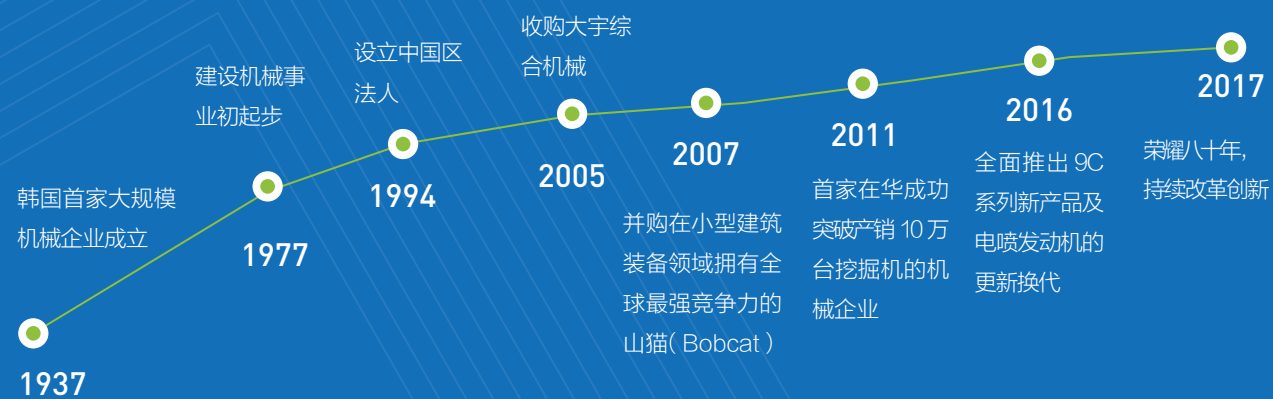 韩国首家大规模
机械企业成立
1937
建设机械事
业初起步
1977
设立中国区
法人
1994
收购大宇综
合机械
2005
2007
并购在小型建筑
装备领域拥有全
球最强竞争力的
山猫( Bobcat )
2011
首家在华成功
突破产销 10 万
台挖掘机的机
械企业
2016
全面推出 9C
系列新产品及
电喷发动机的
更新换代
2017
荣耀八十年,
持续改革创新